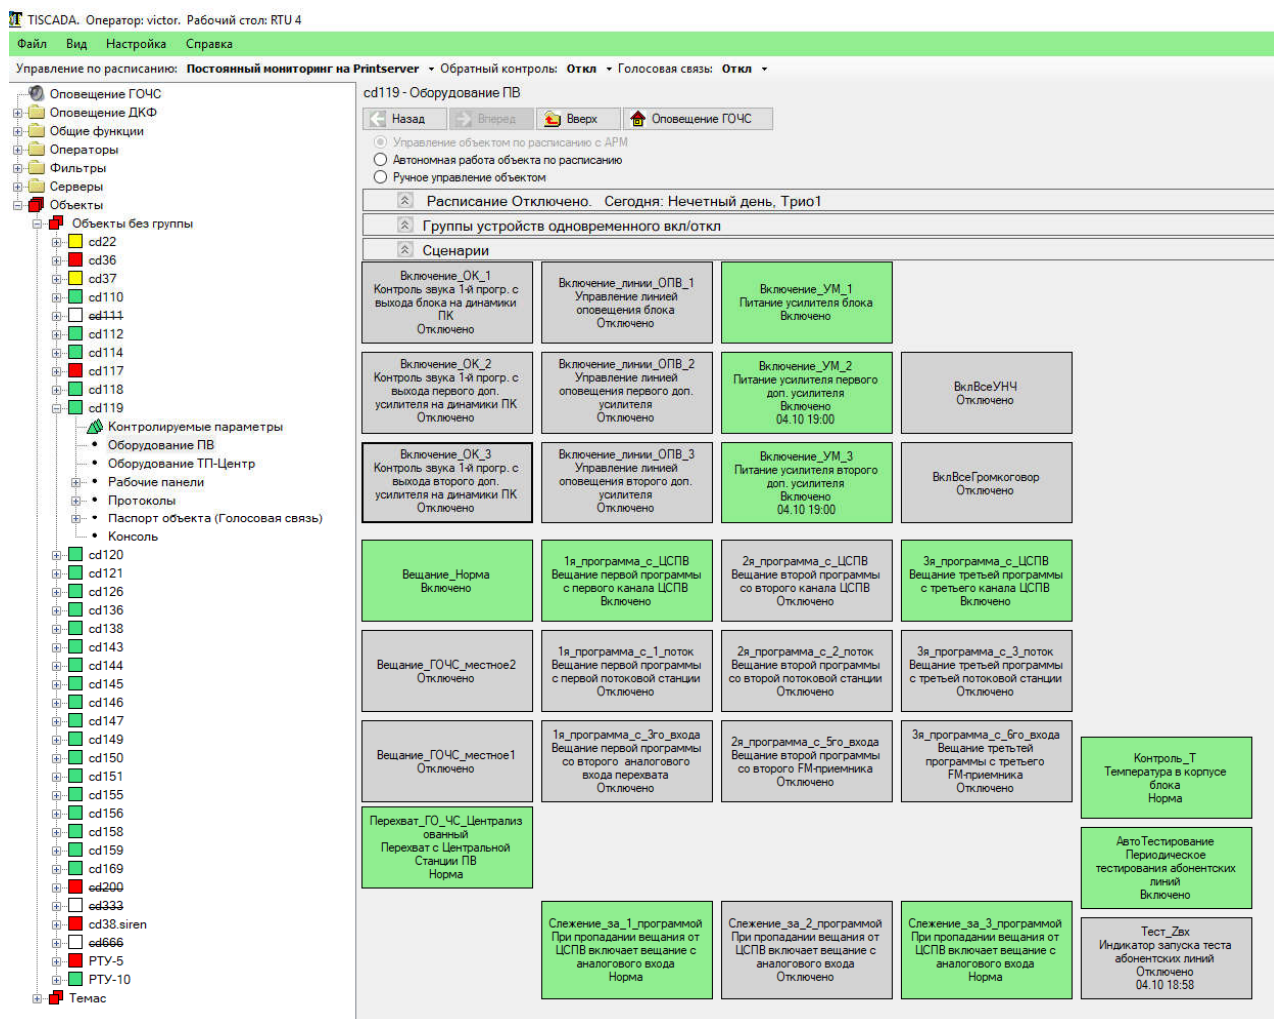 TISCADA. Оператор: victor. Рабочий стол: RTU 4
Файл Вид Настройка Справка
Управление по расписанию: Постоянный мониторинг на Printserver Обратный контроль: Откл Голосовая связь: Откл
Оповещение ГОЧС
Оповещение ДКФ
Общие функции
Операторы
Фильтры
Серверы
Объекты
Объекты без группы
cd22
cd36
cd37
cd110
cd111
cd112
cd114
cd117
cd118
cd119
Контролируемые параметры
Оборудование ПВ
Оборудование ТП-Центр
Рабочие панели
Протоколы
Паспорт объекта (Голосовая связь)
Консоль
cd120
cd121
cd126
cd136
cd138
cd143
cd144
cd145
cd146
cd147
cd149
cd150
cd151
cd155
cd156
cd158
cd159
cd169
cd200
cd333
cd38.siren
cd666
РТУ-5
РТУ-10
Темас
cd119 - Оборудование ПВ
Назад Вперед Вверх Оповещение ГОЧС
Управление объектом по расписанию с АРМ
Автономная работа объекта по расписанию
Ручное управление объектом
Расписание Отключено. Сегодня: Нечетный день, Трио1
Группы устройств одновременного вкл/откл
Сценарии
Включение_ОК_1
Контроль звука 1-й прогр. с
выхода блока на динамики
ПК
Отключено
Включение_линии_ОПВ_1
Управление линией
оповещения блока
Отключено
Включение_УМ_1
Питание усилителя блока
Включено
Включение_ОК_2
Контроль звука 1-й прогр. с
выхода первого доп.
усилителя на динамики ПК
Отключено
Включение_линии_ОПВ_2
Управление линией
оповещения первого доп.
усилителя
Отключено
Включение_УМ_2
Питание усилителя первого
доп. усилителя
Включено
04.10 19:00
ВклВсеУНЧ
Отключено
Включение_ОК_3
Контроль звука 1-й прогр. с
выхода второго доп.
усилителя на динамики ПК
Отключено
Включение_линии_ОПВ_3
Управление линией
оповещения второго доп.
усилителя
Отключено
Включение_УМ_3
Питание усилителя второго
доп. усилителя
Включено
04.10 19:00
ВклВсеГромкоговор
Отключено
Вещание_Норма
Включено
1я_программа_с_ЦСПВ
Вещание первой программы
с первого канала ЦСПВ
Включено
2я_программа_с_ЦСПВ
Вещание второй программы
со второго канала ЦСПВ
Отключено
3я_программа_с_ЦСПВ
Вещание третьей программы
с третьего канала ЦСПВ
Включено
Вещание_ГОЧС_местное2
Отключено
1я_программа_с_1_поток
Вещание первой программы
с первой потоковой станции
Отключено
2я_программа_с_2_поток
Вещание второй программы
со второй потоковой станции
Отключено
3я_программа_с_3_поток
Вещание третьей программы
с третьей потоковой станции
Отключено
Вещание_ГОЧС_местное1
Отключено
1я_программа_с_3го_входа
Вещание первой программы
со второго аналогового
входа перехвата
Отключено
2я_программа_с_5го_входа
Вещание второй программы
со второго FM-приемника
Отключено
3я_программа_с_6го_входа
Вещание третьтей
программы с третьего
FM-приемника
Отключено
Контроль_Т
Температура в корпусе
блока
Норма
Перехват_ГО_ЧС_Централиз
ованный
Перехват с Центральной
Станции ПВ
Норма
АвтоТестирование
Периодическое
тестирования абонентских
линий
Включено
Слежение_за_1_программой
При пропадании вещания от
ЦСПВ включает вещание с
аналогового входа
Норма
Слежение_за_2_программой
При пропадании вещания от
ЦСПВ включает вещание с
аналогового входа
Отключено
Слежение_за_3_программой
При пропадании вещания от
ЦСПВ включает вещание с
аналогового входа
Норма
Тест_Zвх
Индикатор запуска теста
абонентских линий
Отключено
04.10 18:58